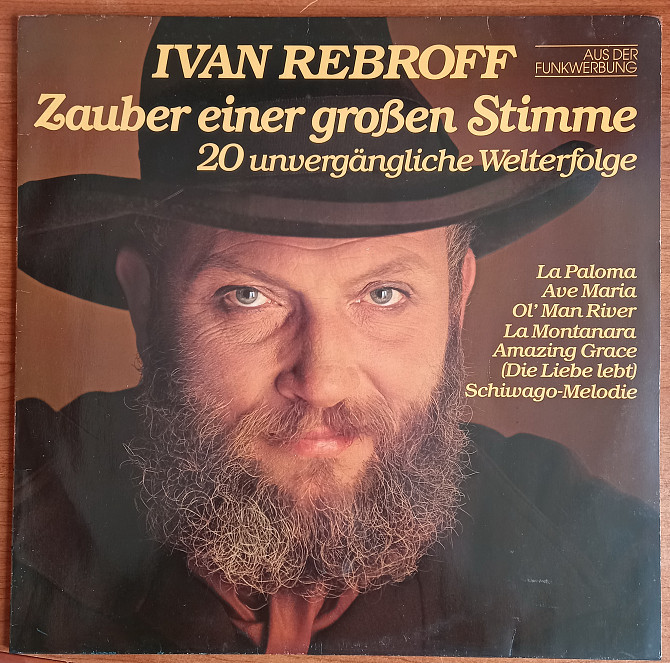 IVAN REBROFF
AUS DER
FUNKWERBUNG
Zauber einer großen Stimme
20 unvergängliche Welterfolge
La Paloma
Ave Maria
Ol' Man River
La Montanara
Amazing Grace
(Die Liebe lebt)
Schiwago-Melodie